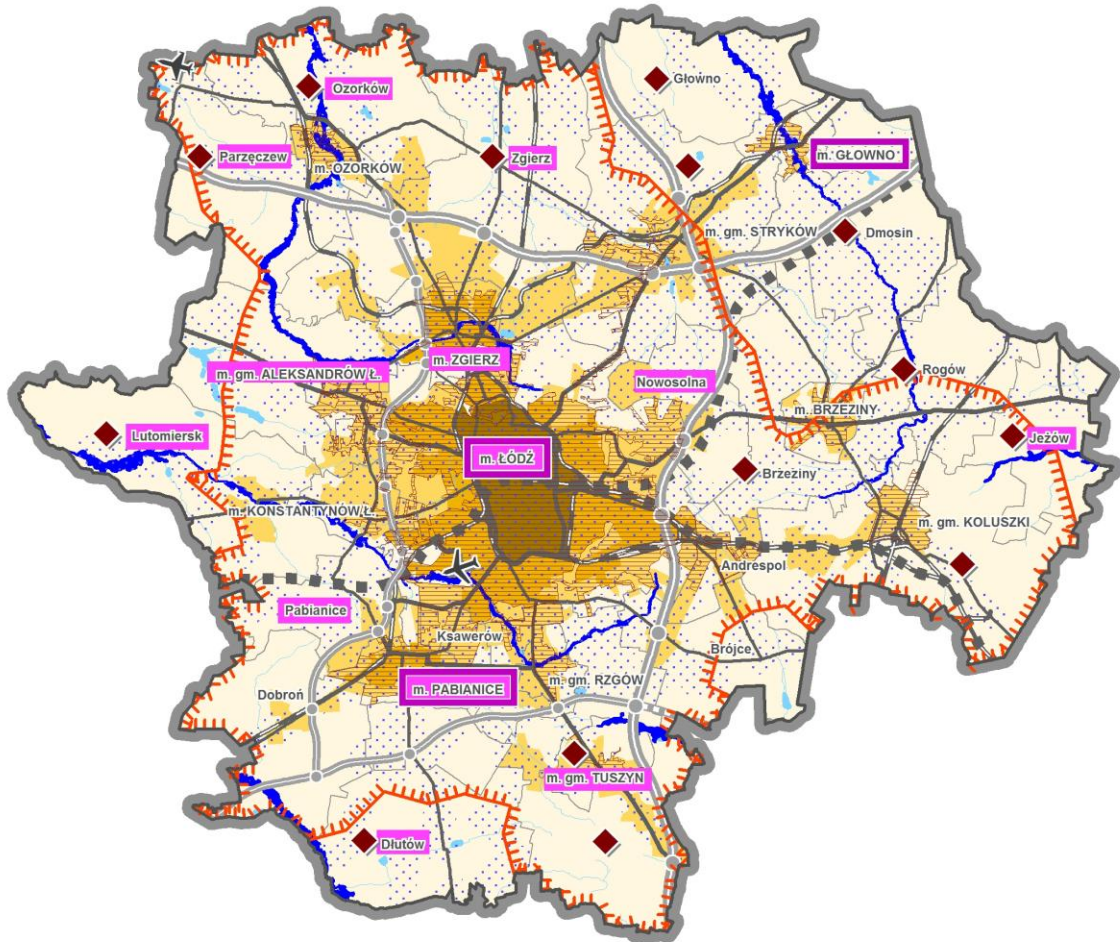 Głowno
Ozorków
m. GŁOWNO
Parzęczew
Zgierz
m. OZORKÓW
m. gm. STRYKÓW
Dmosin
m. ZGIERZ
m. gm. ALEKSANDRÓW Ł.
Rogów
Nowosolna
m. BRZEZINY
Lutomiersk
Jeżów
m. ŁÓDŹ
Brzeziny
m. KONSTANTYNÓW Ł.
m. gm. KOLUSZKI
Andrespol
Pabianice
Ksawerów
Brójce
m. PABIANICE
Dobroń
m. gm. RZGÓW
m. gm. TUSZYN
Dłutów